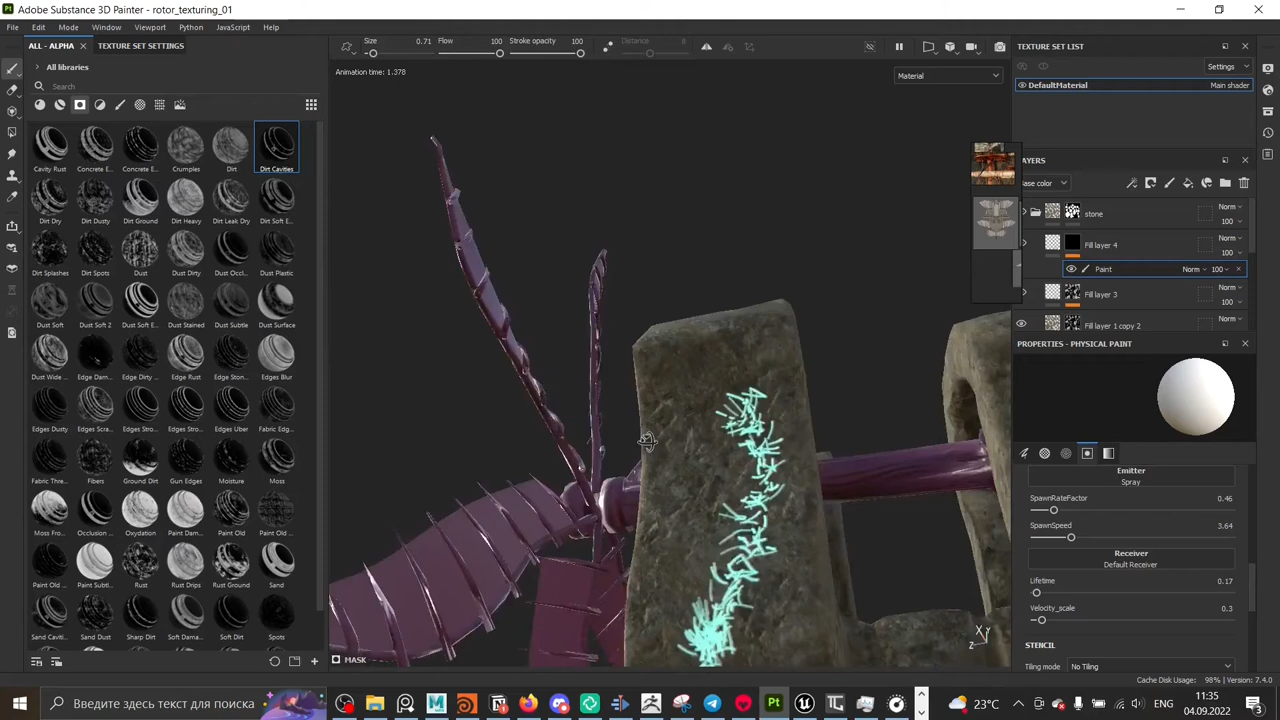 Adobe Substance 3D Painter - rotor_texturing_01
File Edit Mode Window Viewport Python JavaScript Help
ALL - ALPHA TEXTURE SET SETTINGS
All libraries
Search
Cavity Rust Concrete E... Concrete E... Crumples Dirt Dirt Cavities
Dirt Dry Dirt Dusty Dirt Ground Dirt Heavy Dirt Leak Dry Dirt Soft E...
Dirt Splashes Dirt Spots Dust Dust Dirty Dust Occl... Dust Plastic
Dust Soft Dust Soft 2 Dust Soft E... Dust Stained Dust Subtle Dust Surface
Dust Wide ... Edge Dam... Edge Dirty ... Edge Rust Edge Ston... Edges Blur
Edges Dusty Edges Scra... Edges Stro... Edges Uber Fabric Edg...
Fabric Thre... Fibers Ground Dirt Gun Edges Moisture Moss
Moss Fro... Occlusion ... Oxydation Paint Dam... Paint Old Paint Old ...
Paint Old ... Paint Subtl... Rust Rust Drips Rust Ground Sand
Sand Caviti... Sand Dust Sharp Dirt Soft Dama... Soft Dirt Spots
Size 0.71 Flow 100 Stroke opacity 100 Distance 8
Animation time: 1.378
Material
MASK
X Y
Z
TEXTURE SET LIST
Settings
DefaultMaterial Main shader
LAYERS
ase color
stone Norm 100
Fill layer 4 Norm 100
Paint Norm 100
Fill layer 3 Norm 100
Fill layer 1 copy 2 Norm
PROPERTIES - PHYSICAL PAINT
Emitter
Spray
SpawnRateFactor 0.46
SpawnSpeed 3.64
Receiver
Default Receiver
Lifetime 0.17
Velocity_scale 0.3
STENCIL
Tiling mode No Tiling
Cache Disk Usage: 98% | Version: 7.4.0
Введите здесь текст для поиска
23°C
ENG
11:35
04.09.2022
3